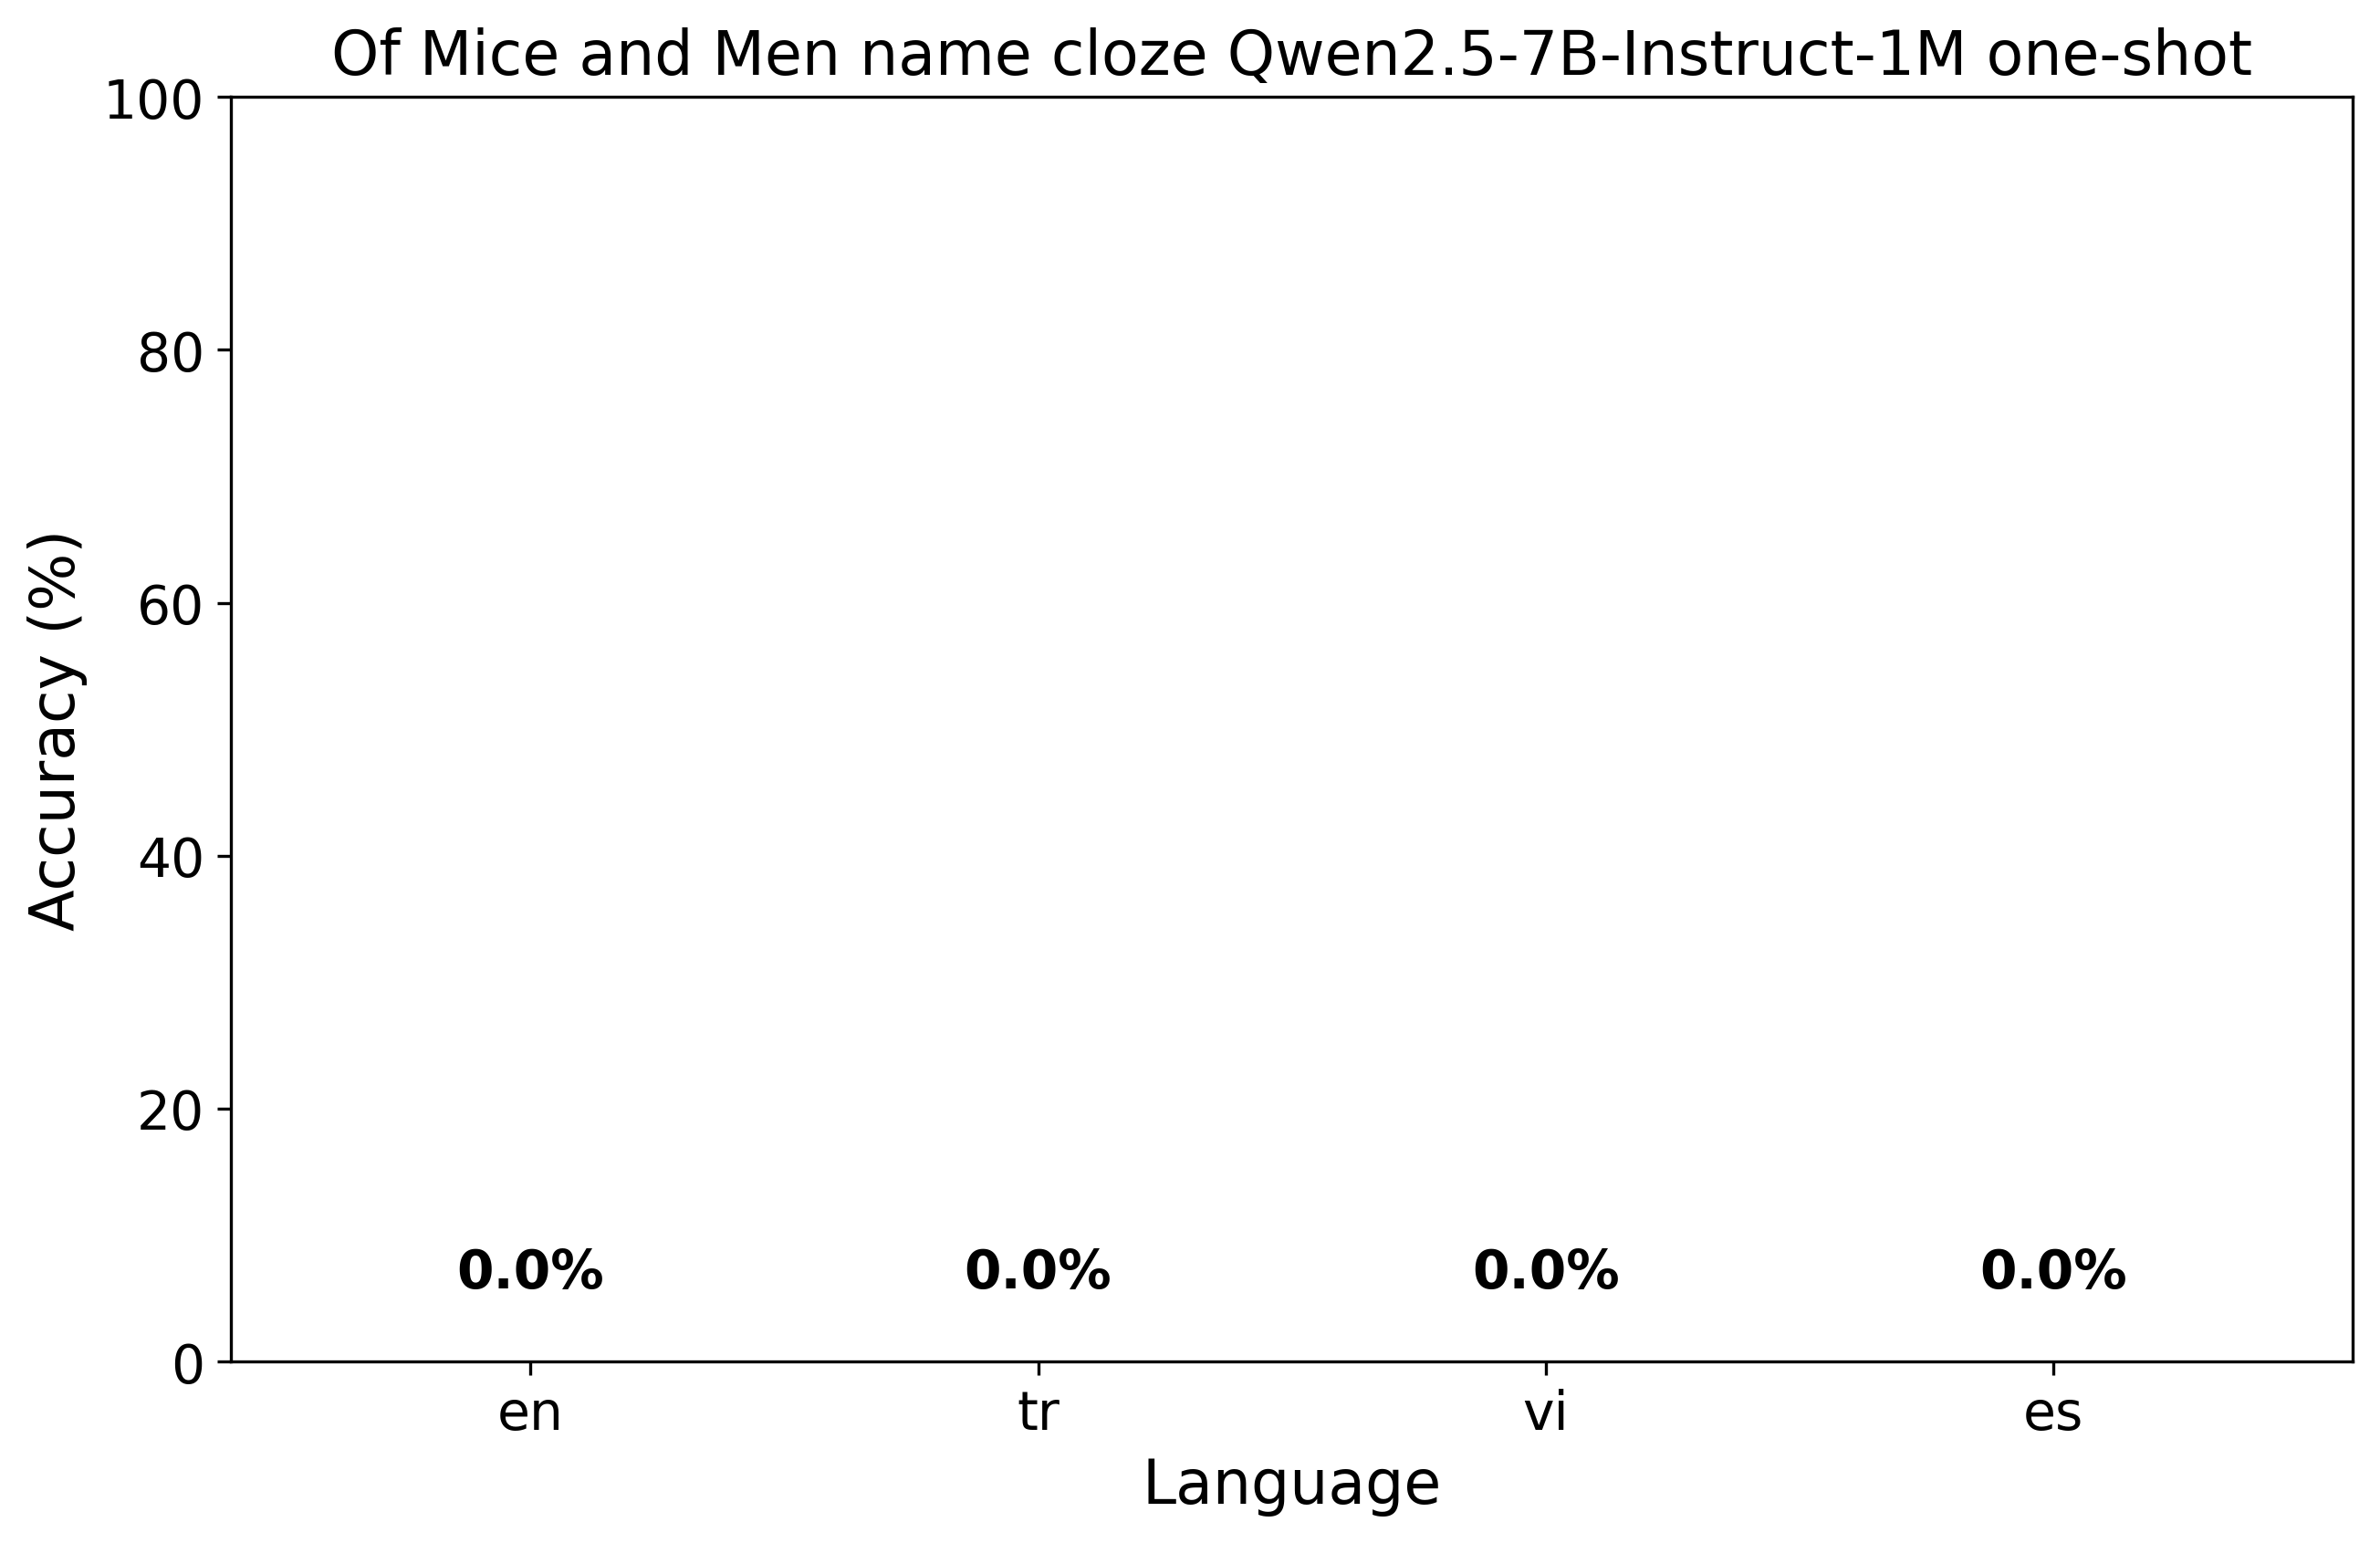 Of Mice and Men name cloze Qwen2.5-7B-Instruct-1M one-shot
Accuracy (%)
100
80
60
40
20
0
0.0% 0.0% 0.0% 0.0%
en tr vi es
Language